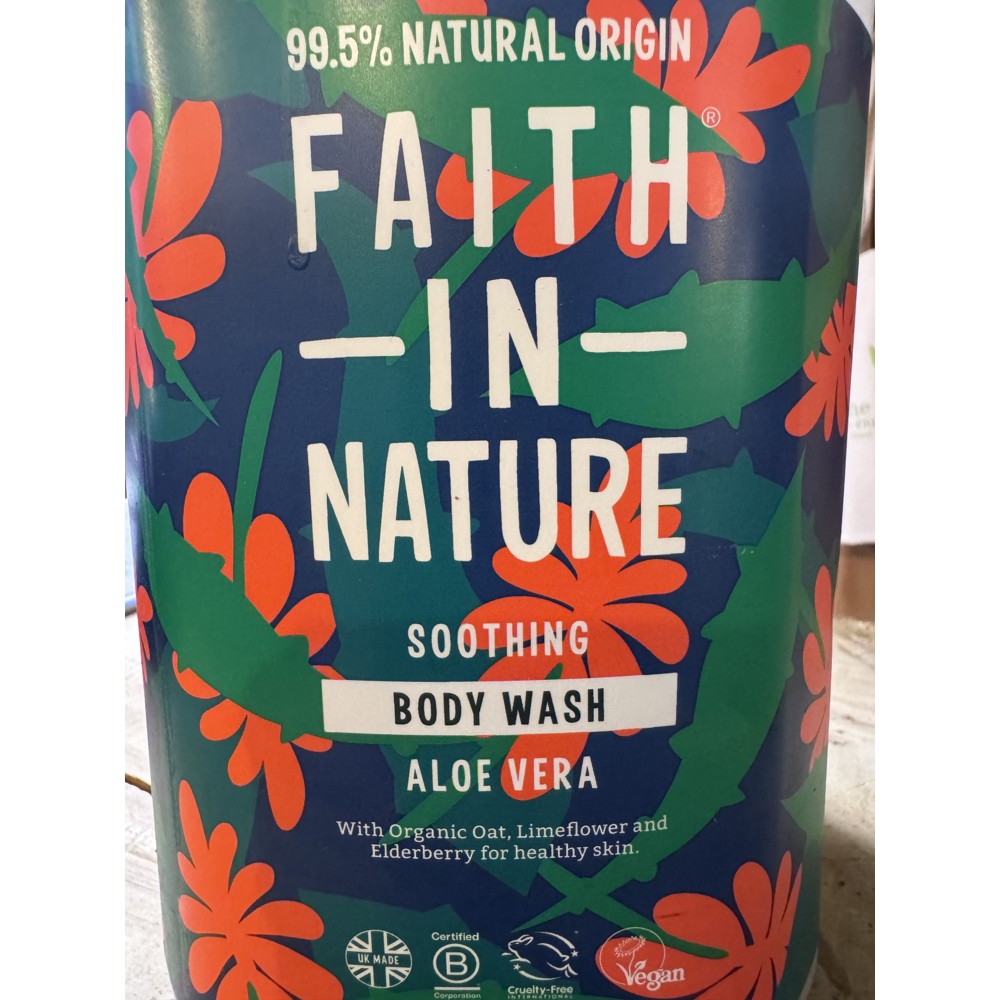 99.5% NATURAL ORIGIN
FAITH®
—IN—
NATURE
SOOTHING
BODY WASH
ALOE VERA
With Organic Oat, Limeflower and
Elderberry for healthy skin.
UK MADE
Certified
B
Corporation
Cruelty-Free
INTERNATIONAL
Vegan